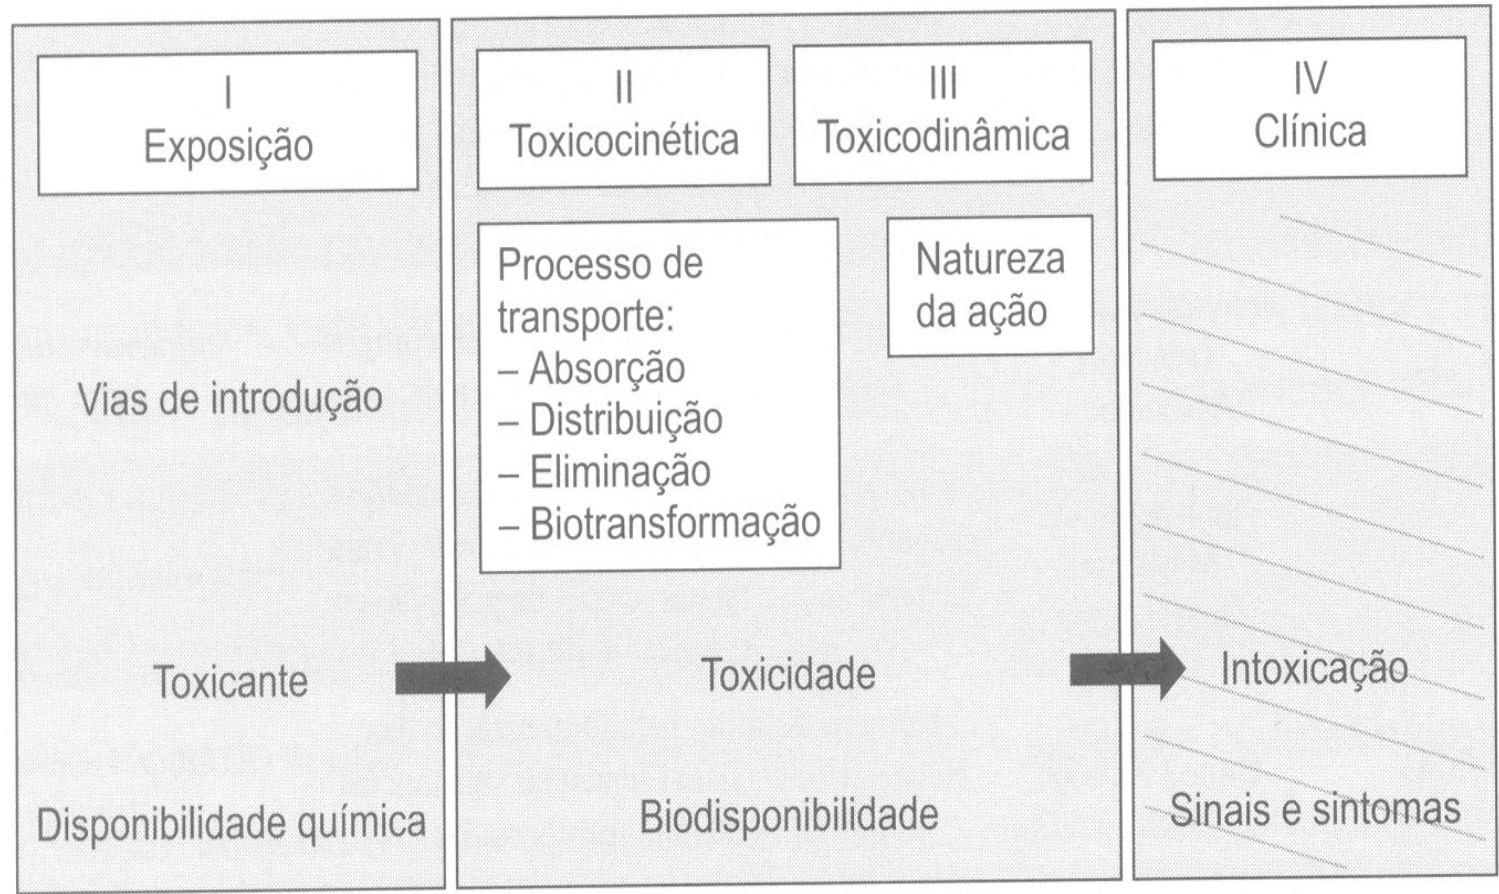 I
Exposição
Vias de introdução
Toxicante
Disponibilidade química
II
Toxicocinética
III
Toxicodinâmica
Processo de
transporte:
– Absorção
– Distribuição
– Eliminação
– Biotransformação
Natureza
da ação
Toxicidade
Biodisponibilidade
IV
Clínica
Intoxicação
Sinais e sintomas